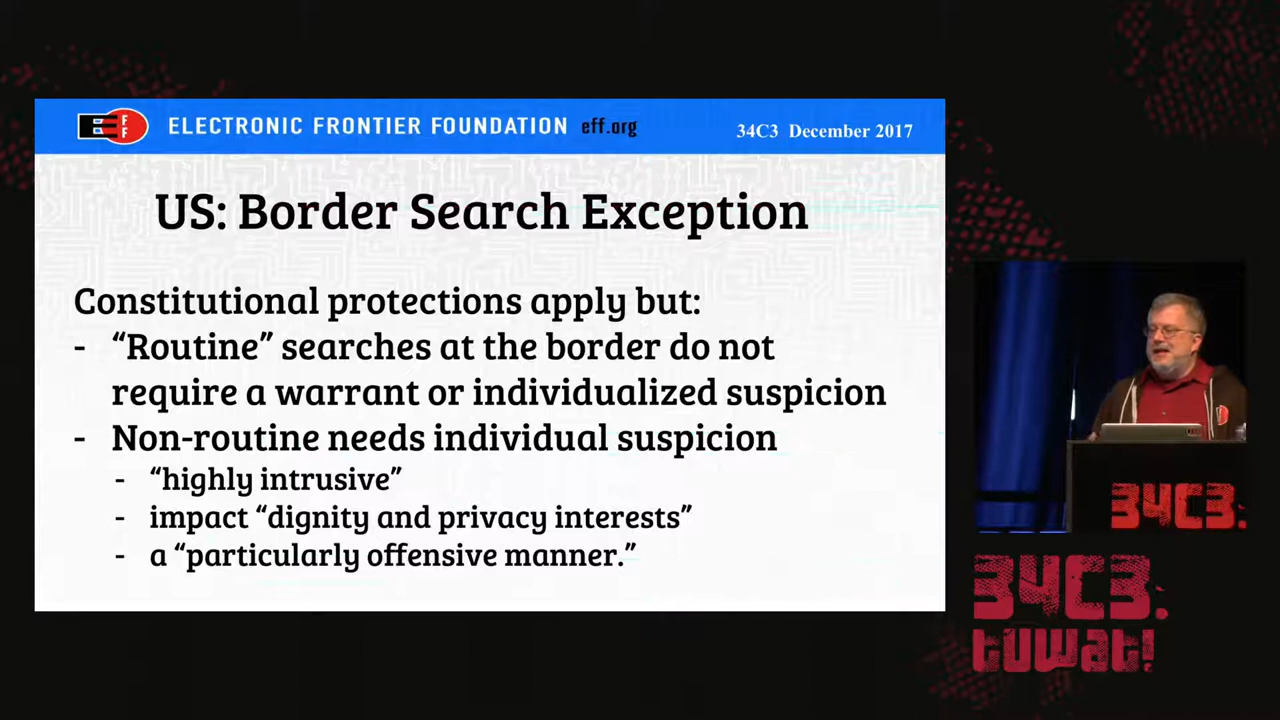 EFF
ELECTRONIC FRONTIER FOUNDATION eff.org
34C3 December 2017
US: Border Search Exception
Constitutional protections apply but:
- “Routine” searches at the border do not
require a warrant or individualized suspicion
- Non-routine needs individual suspicion
- “highly intrusive”
- impact “dignity and privacy interests”
- a “particularly offensive manner.”
34C3:
34C3:
tuwat!